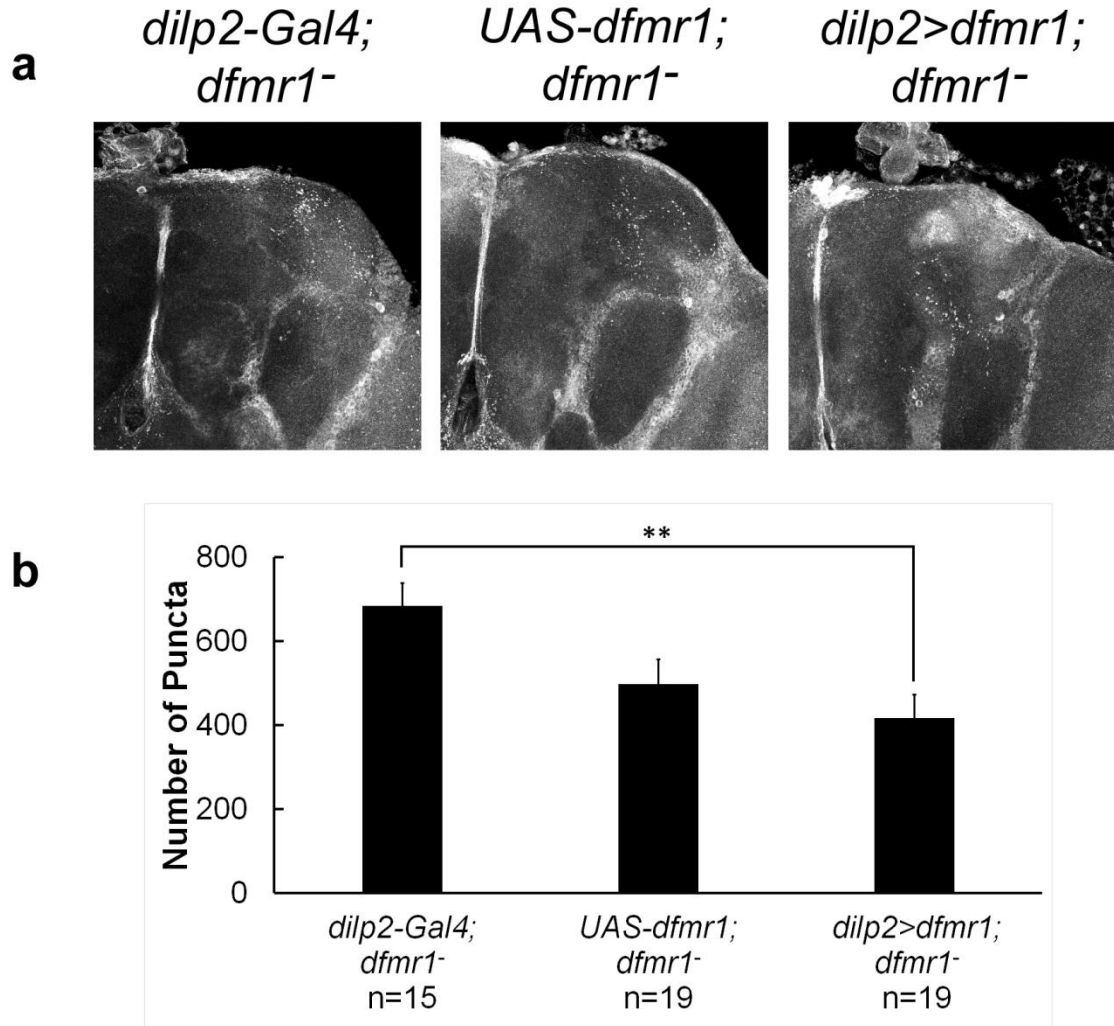 a
dilp2-Gal4;
dfmr1⁻
UAS-dfmr1;
dfmr1⁻
dilp2>dfmr1;
dfmr1⁻
b
**
Number of Puncta
800
600
400
200
0
dilp2-Gal4;
dfmr1⁻
n=15
UAS-dfmr1;
dfmr1⁻
n=19
dilp2>dfmr1;
dfmr1⁻
n=19